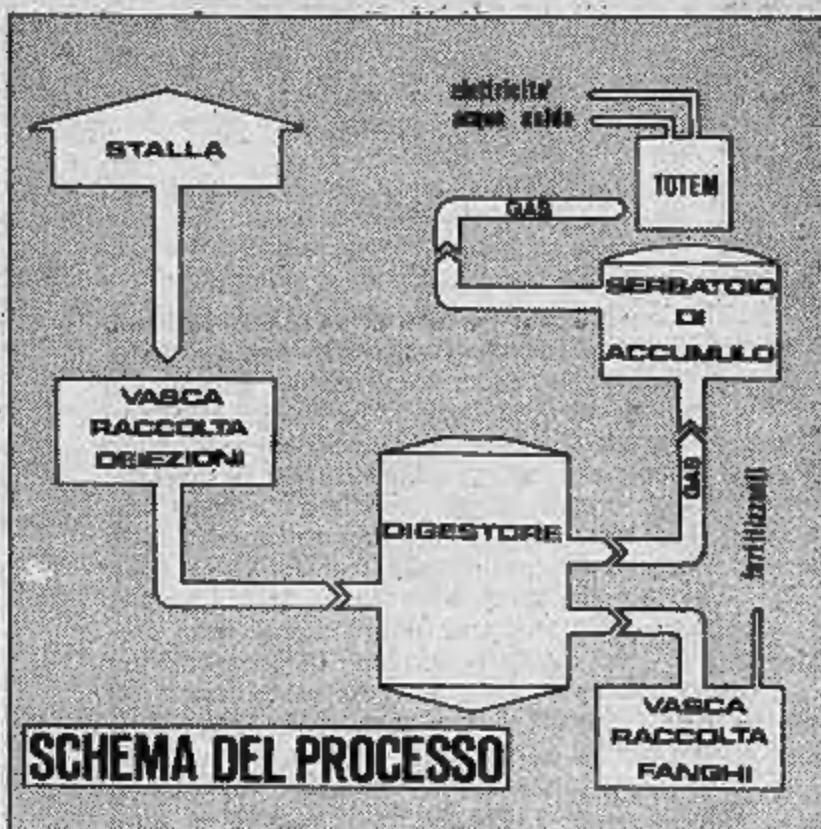 STALLA
elettricita'
acqua calda
TOTEM
GAS
SERBATOIO
DI
ACCUMULO
VASCA
RACCOLTA
DEIEZIONI
DIGESTORE
GAS
fertilizzanti
VASCA
RACCOLTA
FANGHI
SCHEMA DEL PROCESSO